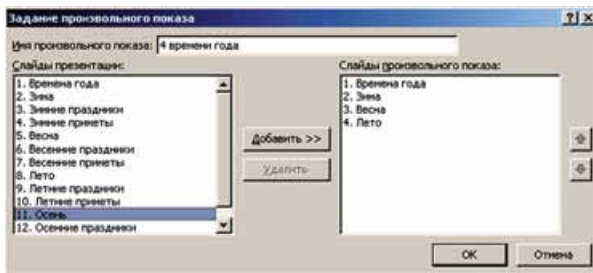 Задание произвольного показа
Имя произвольного показа: 4 времени года
Слайды презентации:
1. Времена года
2. Зима
3. Зимние праздники
4. Зимние приметы
5. Весна
6. Весенние праздники
7. Весенние приметы
8. Лето
9. Летние праздники
10. Летние приметы
11. Осень
12. Осенние праздники
Добавить >>
Удалить
Слайды произвольного показа:
1. Времена года
2. Зима
3. Весна
4. Лето
ОК
Отмена